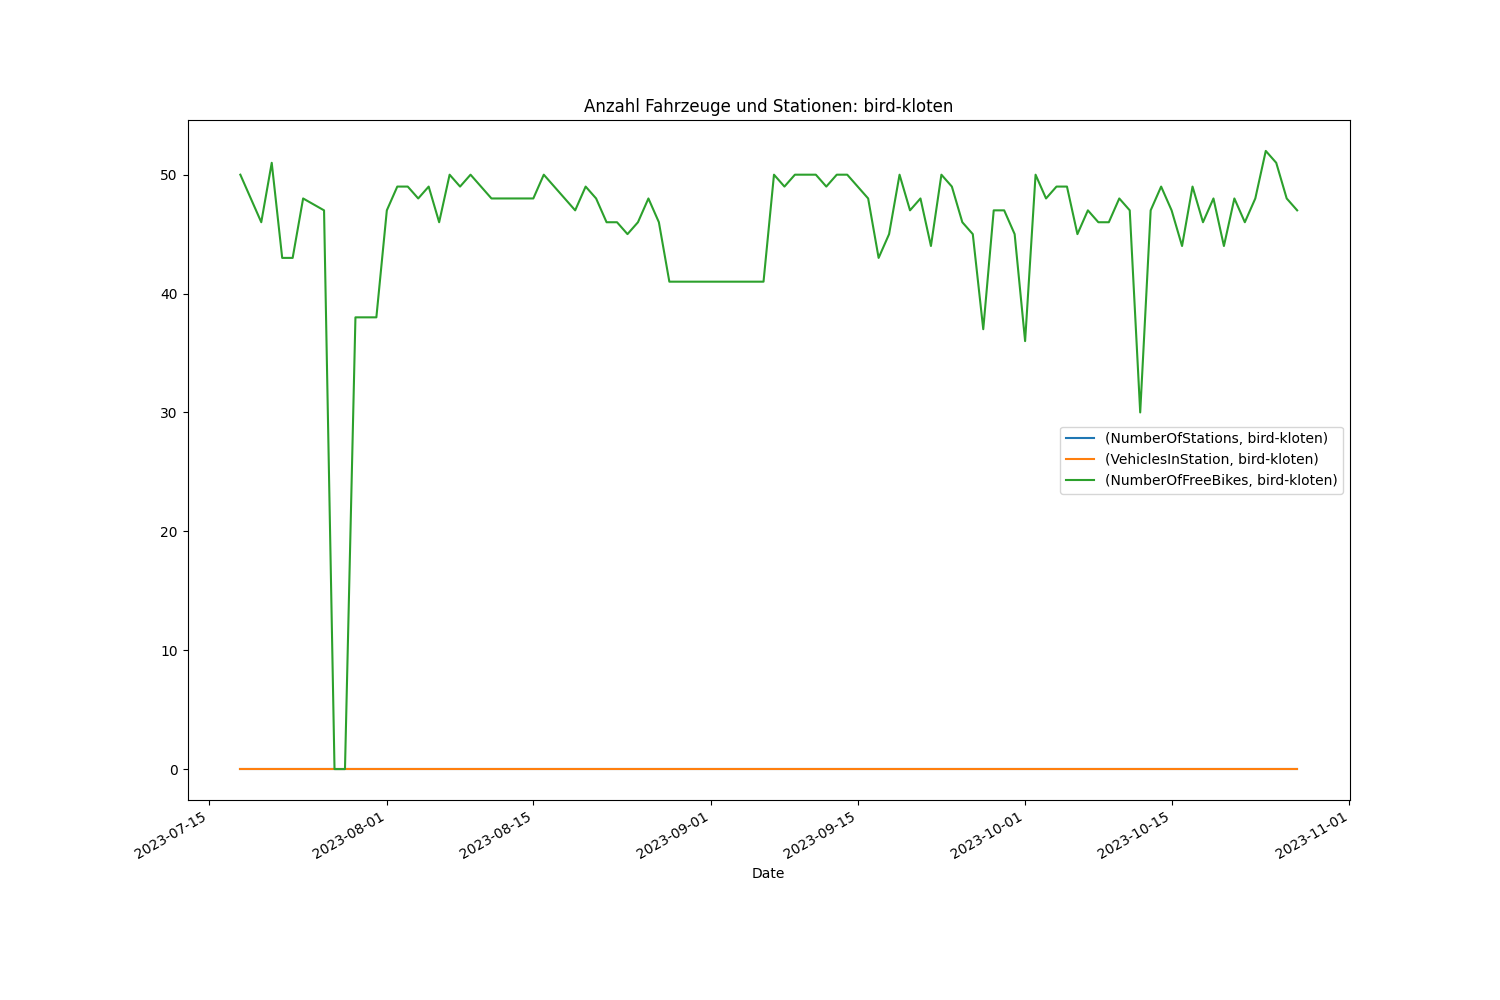 Anzahl Fahrzeuge und Stationen: bird-kloten
50
40
30
20
10
0
(NumberOfStations, bird-kloten)
(VehiclesInStation, bird-kloten)
(NumberOfFreeBikes, bird-kloten)
2023-07-15
2023-08-01
2023-08-15
2023-09-01
2023-09-15
2023-10-01
2023-10-15
2023-11-01
Date